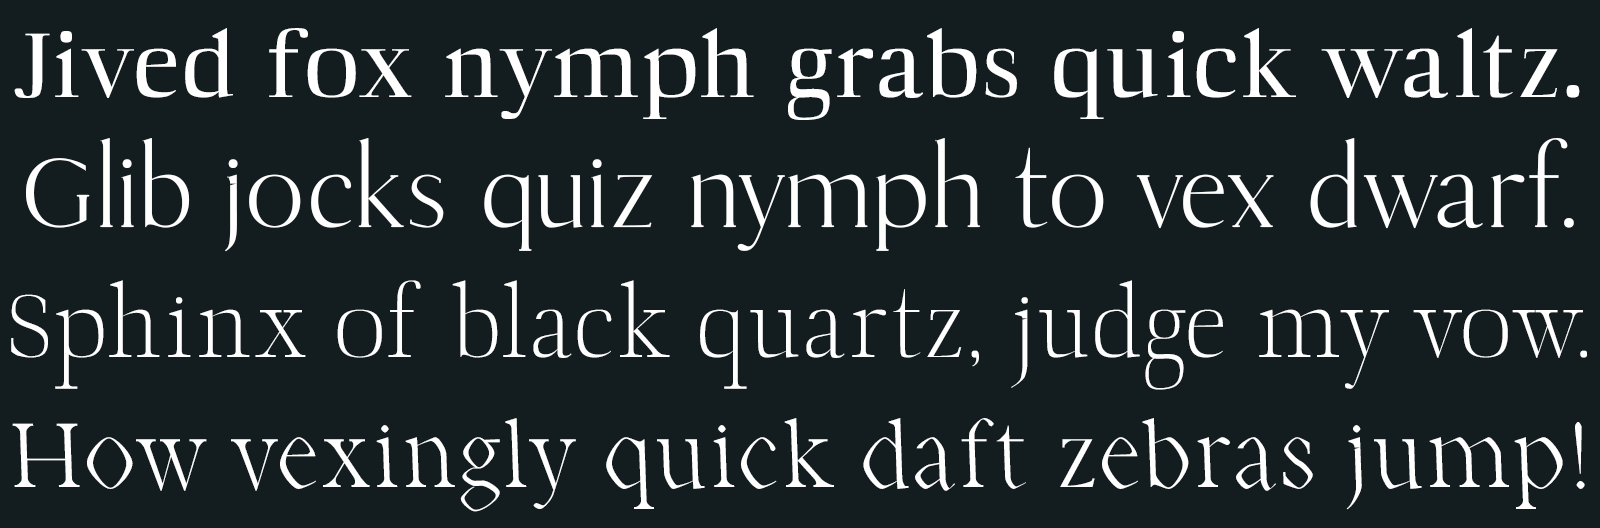 Jived fox nymph grabs quick waltz.
Glib jocks quiz nymph to vex dwarf.
Sphinx of black quartz, judge my vow.
How vexingly quick daft zebras jump!